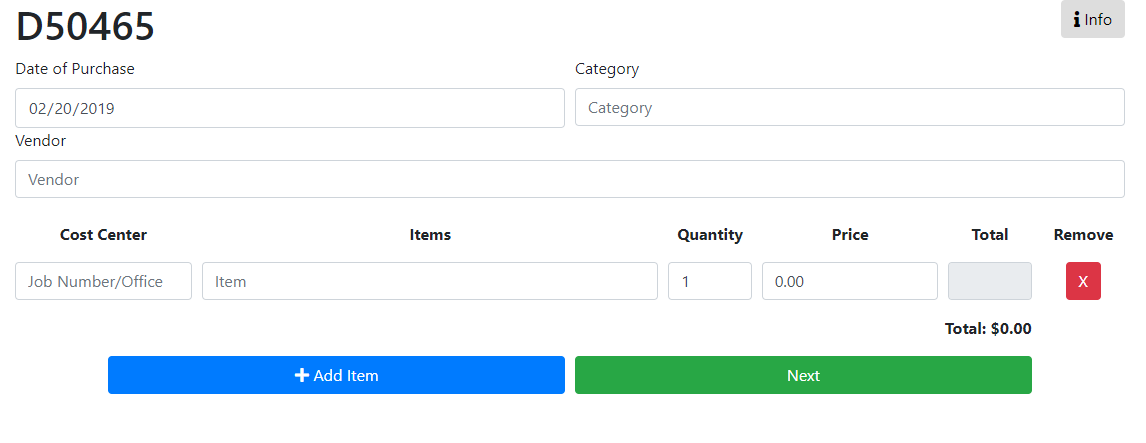 D50465
Info
Date of Purchase
Category
02/20/2019
Category
Vendor
Vendor
Cost Center Items Quantity Price Total Remove
Job Number/Office Item 1 0.00 X
Total: $0.00
Add Item Next